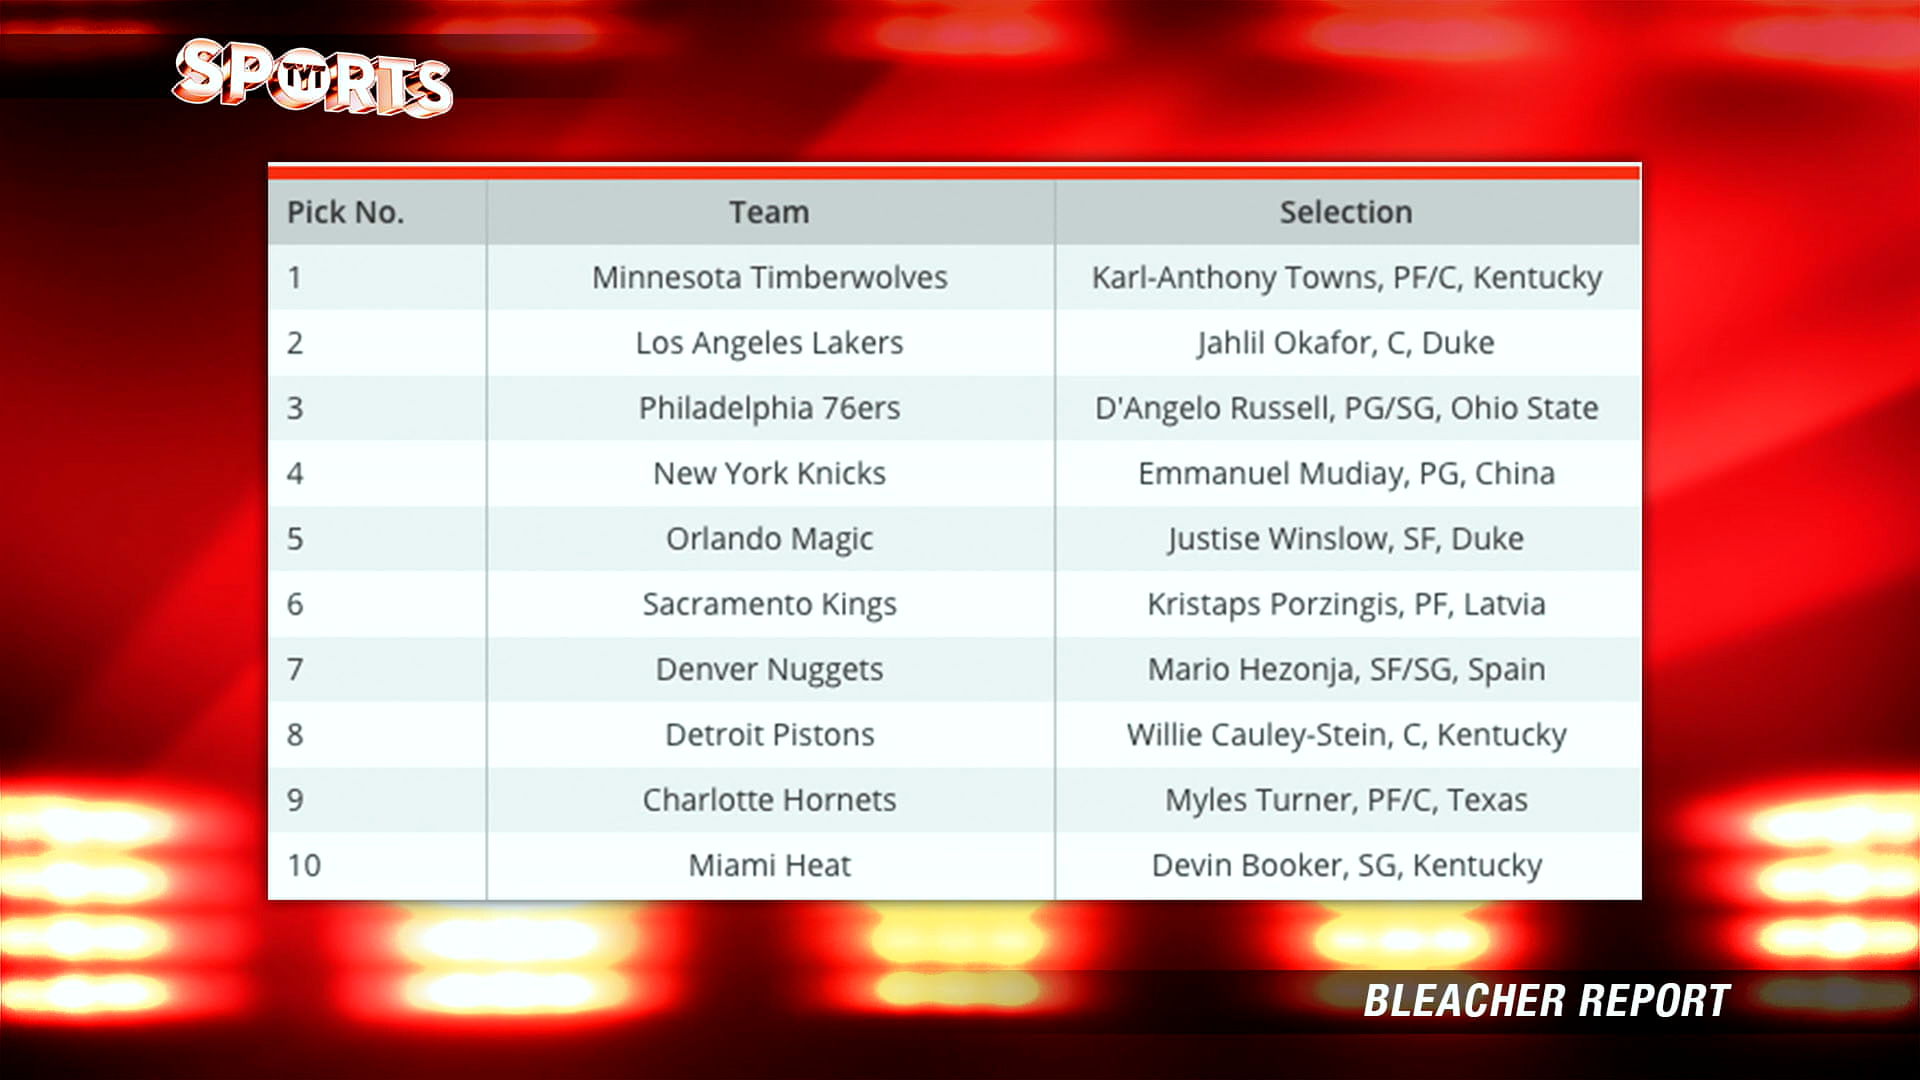 SPORTS
TYT
Pick No. Team Selection
1 Minnesota Timberwolves Karl-Anthony Towns, PF/C, Kentucky
2 Los Angeles Lakers Jahlil Okafor, C, Duke
3 Philadelphia 76ers D'Angelo Russell, PG/SG, Ohio State
4 New York Knicks Emmanuel Mudiay, PG, China
5 Orlando Magic Justise Winslow, SF, Duke
6 Sacramento Kings Kristaps Porzingis, PF, Latvia
7 Denver Nuggets Mario Hezonja, SF/SG, Spain
8 Detroit Pistons Willie Cauley-Stein, C, Kentucky
9 Charlotte Hornets Myles Turner, PF/C, Texas
10 Miami Heat Devin Booker, SG, Kentucky
BLEACHER REPORT